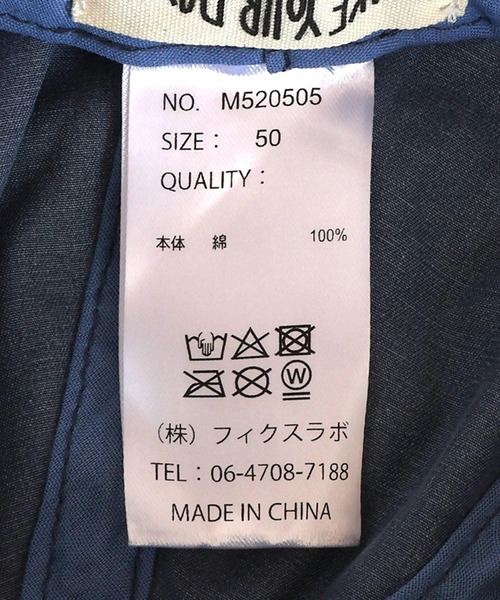 YOUR
NO. M520505
SIZE : 50
QUALITY :
本体 綿 100%
W
(株) フィクスラボ
TEL : 06-4708-7188
MADE IN CHINA